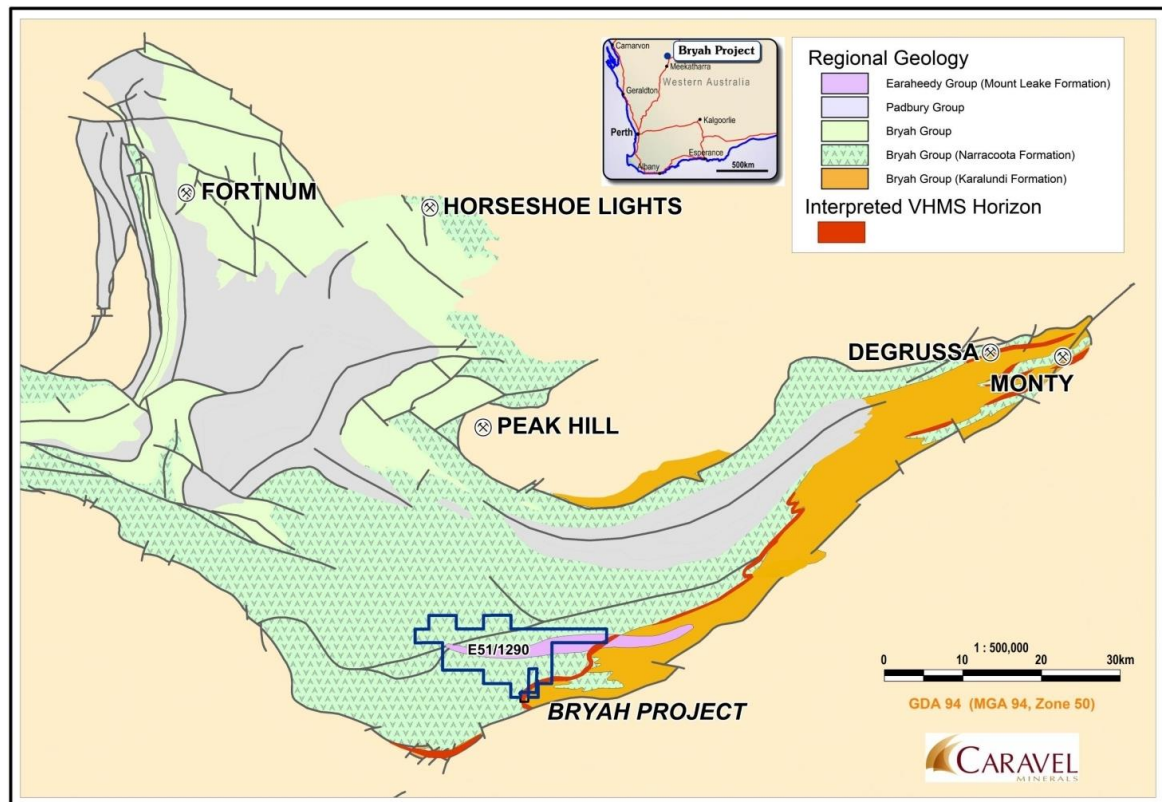 Bryah Project
Carnarvon
Meekatharra
Western Australia
Geraldton
Kalgoorlie
Perth
Esperance
Albany
500km
Regional Geology
Earaheedy Group (Mount Leake Formation)
Padbury Group
Bryah Group
Bryah Group (Narracoota Formation)
Bryah Group (Karalundi Formation)
Interpreted VHMS Horizon
FORTNUM
HORSESHOE LIGHTS
DEGRUSSA
MONTY
PEAK HILL
E51/1290
BRYAH PROJECT
1 : 500,000
0 10 20 30km
GDA 94 (MGA 94, Zone 50)
CARAVEL
MINERALS